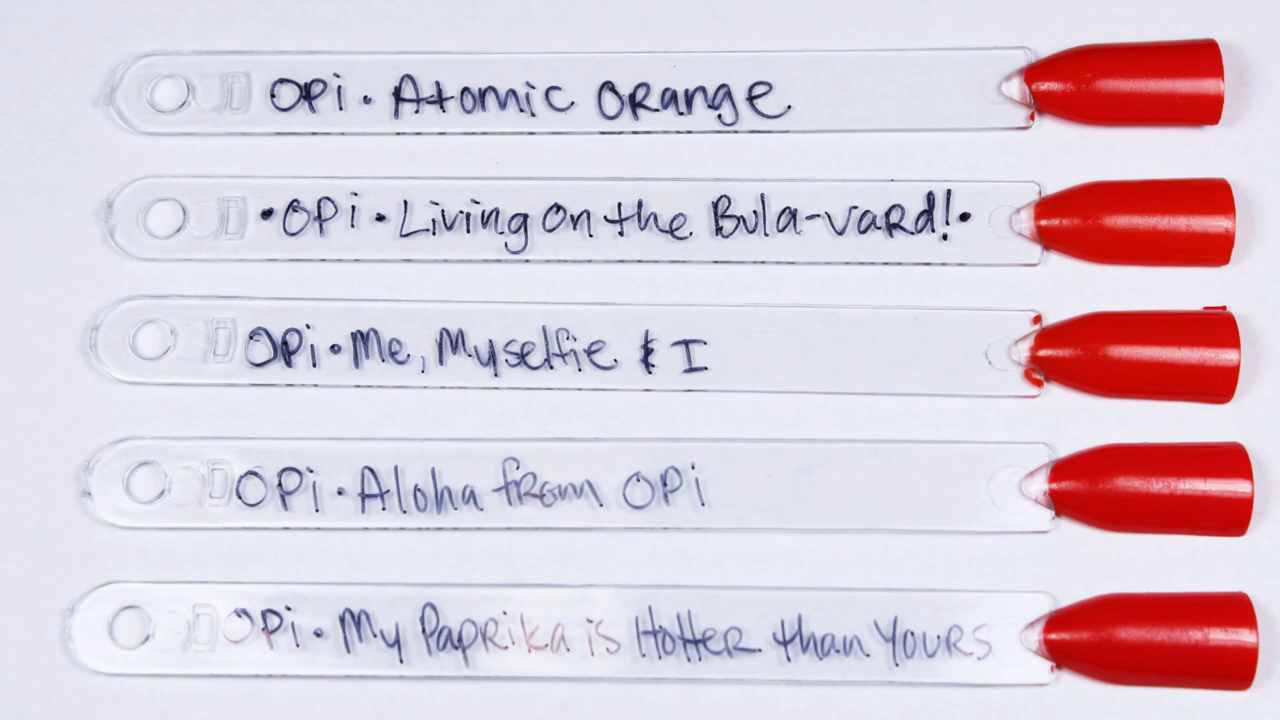 OPi · Atomic Orange
• OPi • Living On the Bula-vard! •
OPi • Me, Myselfie & I
OPi · Aloha from OPi
OPi · My Paprika is Hotter than Yours